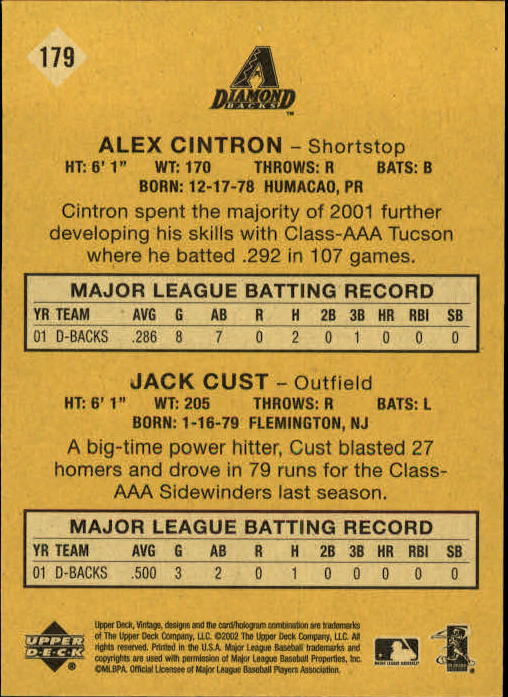 179
A
DIAMOND
BACKS
TM
ALEX CINTRON – Shortstop
HT: 6' 1" WT: 170 THROWS: R BATS: B
BORN: 12-17-78 HUMACAO, PR
Cintron spent the majority of 2001 further
developing his skills with Class-AAA Tucson
where he batted .292 in 107 games.
MAJOR LEAGUE BATTING RECORD
YR TEAM AVG G AB R H 2B 3B HR RBI SB
01 D-BACKS .286 8 7 0 2 0 1 0 0 0
JACK CUST – Outfield
HT: 6' 1" WT: 205 THROWS: R BATS: L
BORN: 1-16-79 FLEMINGTON, NJ
A big-time power hitter, Cust blasted 27
homers and drove in 79 runs for the Class-
AAA Sidewinders last season.
MAJOR LEAGUE BATTING RECORD
YR TEAM AVG G AB R H 2B 3B HR RBI SB
01 D-BACKS .500 3 2 0 1 0 0 0 0 0
UPPER
DECK
®
Upper Deck, Vintage, designs and the card/hologram combination are trademarks
of The Upper Deck Company, LLC. ©2002 The Upper Deck Company, LLC. All
rights reserved. Printed in the U.S.A. Major League Baseball trademarks and
copyrights are used with permission of Major League Baseball Properties, Inc.
©MLBPA. Official Licensee of Major League Baseball Players Association.
MAJOR LEAGUE BASEBALL